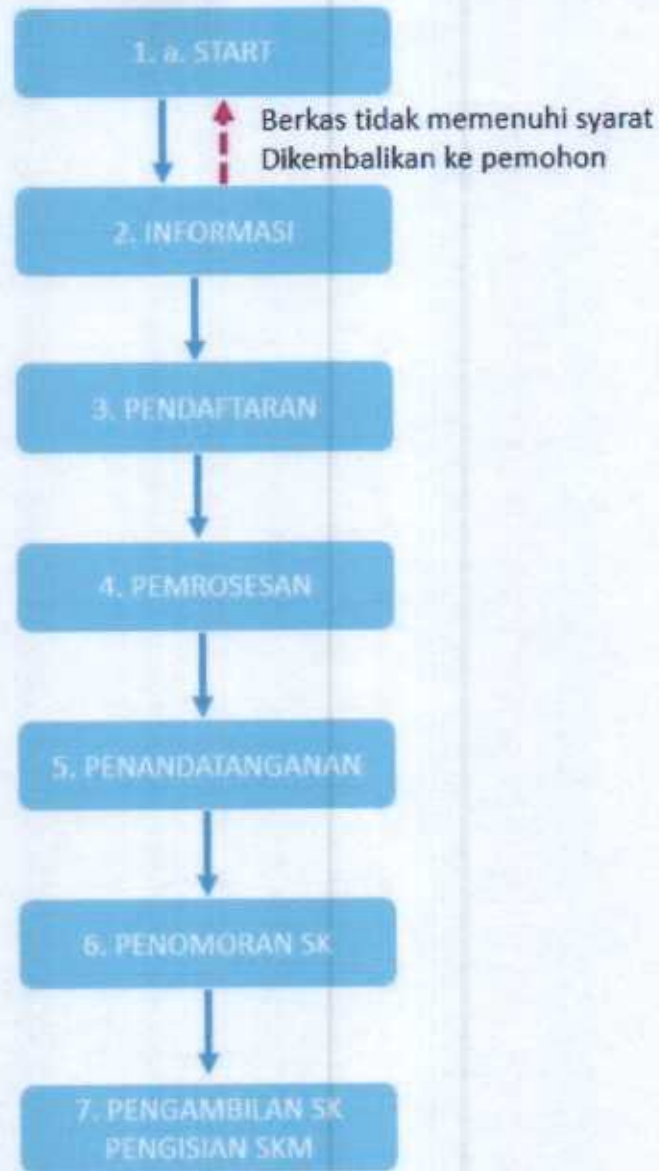 1. a. START
Berkas tidak memenuhi syarat
Dikembalikan ke pemohon
2. INFORMASI
3. PENDAFTARAN
4. PEMROSESAN
5. PENANDATANGANAN
6. PENOMORAN SK
7. PENGAMBILAN SK
PENGISIAN SKM